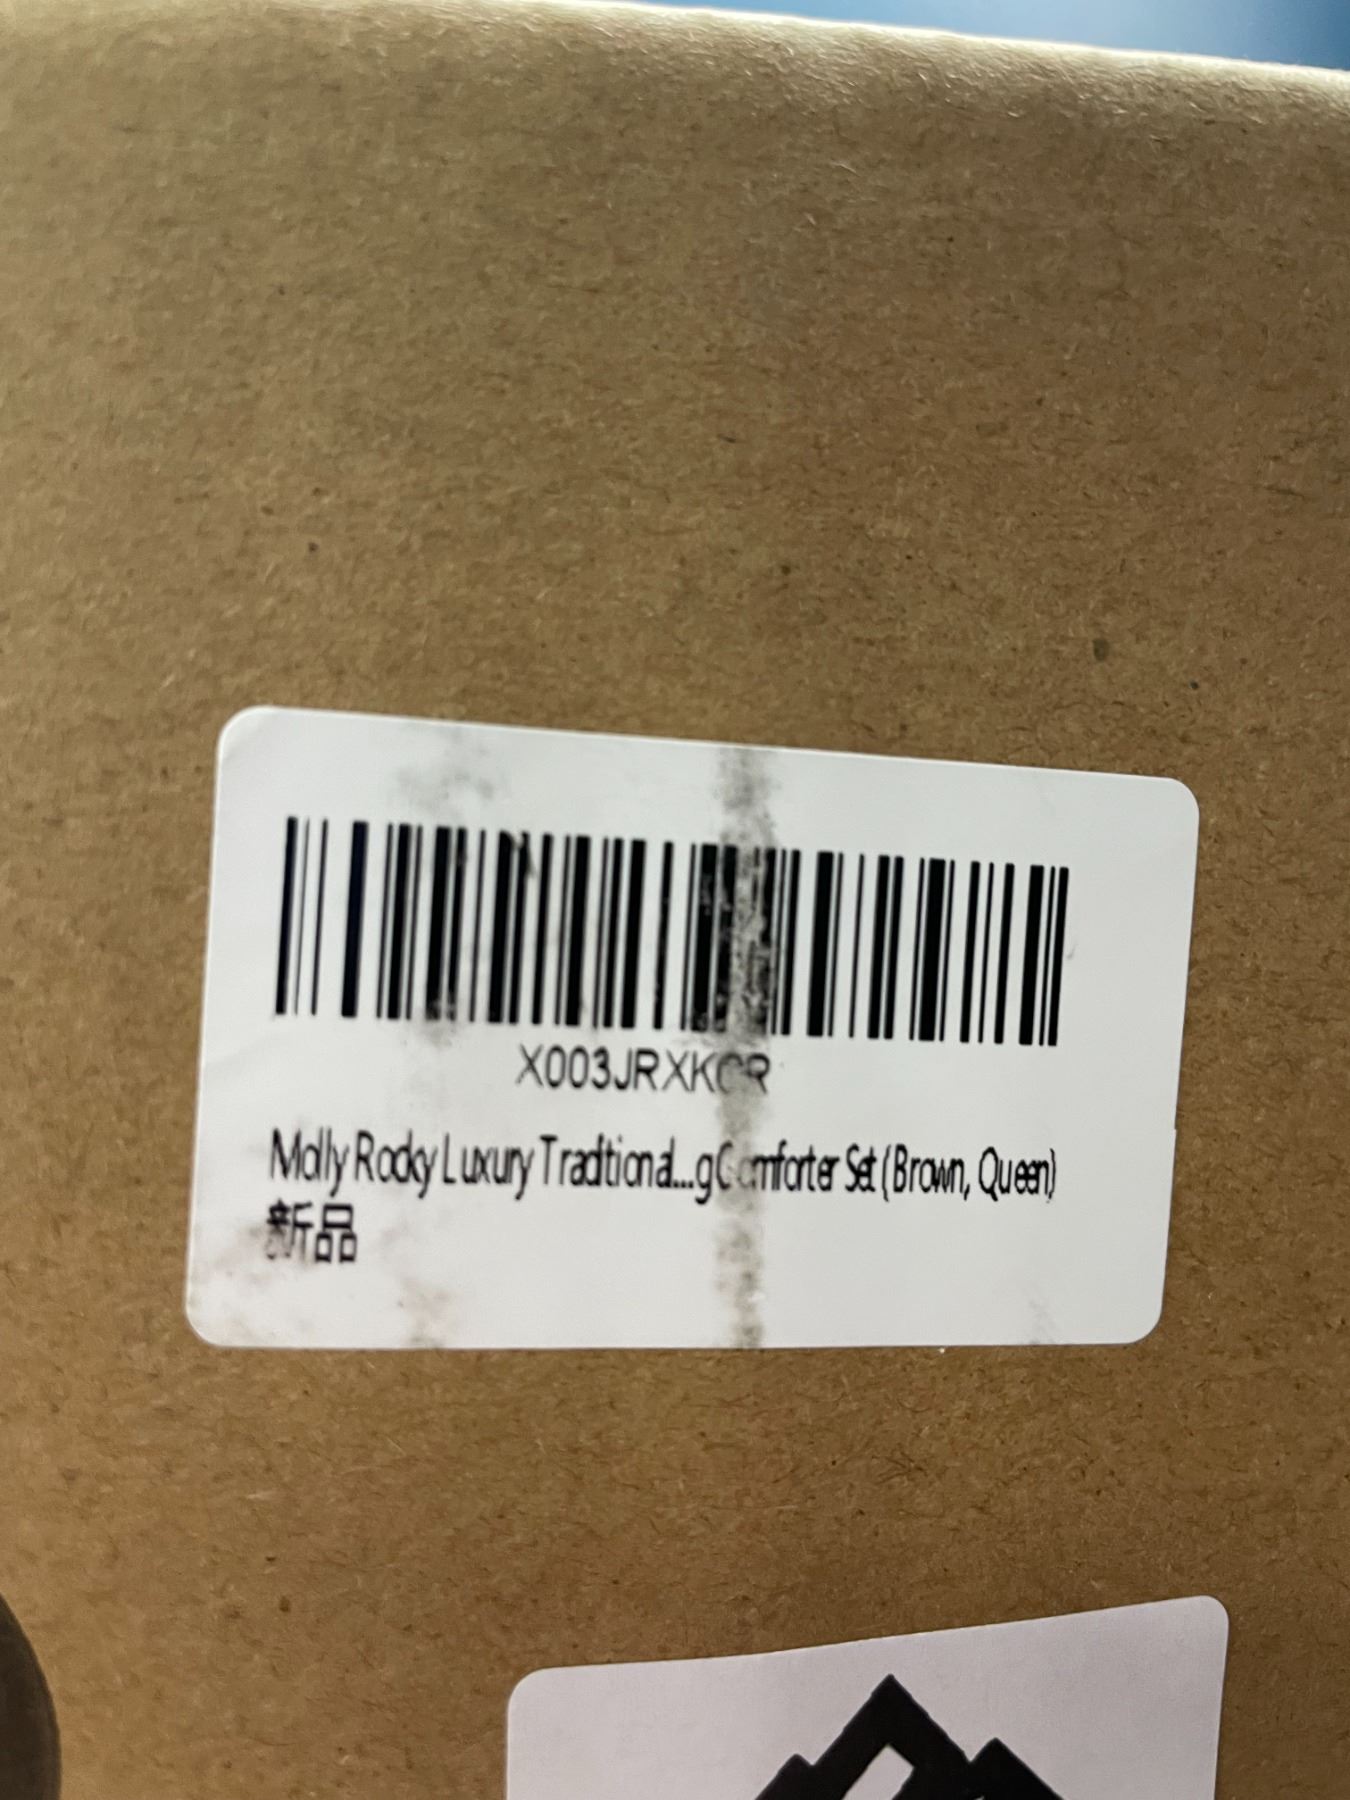 X003JRXKCR
Molly Rocky Luxury Traditional...g Comforter Set (Brown, Queen)
新品